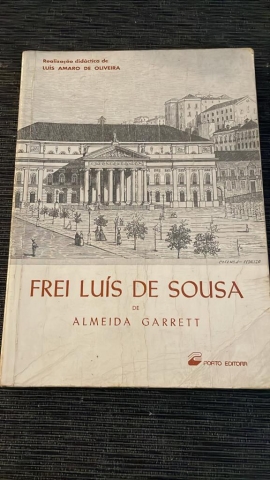 Realização didáctica de
LUÍS AMARO DE OLIVEIRA
FREI LUÍS DE SOUSA
DE
ALMEIDA GARRETT
PORTO EDITORA